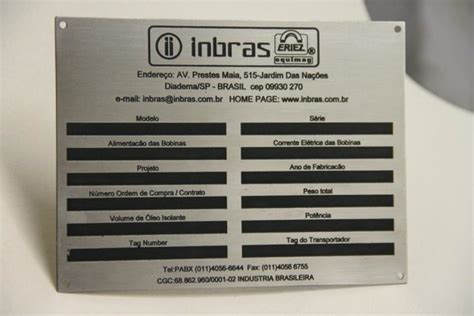 ii inbras ERIEZ ®
equimag
Endereço: AV. Prestes Maia, 515-Jardim Das Nações
Diadema/SP - BRASIL cep 09930 270
e-mail: inbras@inbras.com.br HOME PAGE: www.inbras.com.br
Modelo Série
Alimentacão das Bobinas Corrente Elétrica das Bobinas
Projeto Ano de Fabricacão
Número Ordem de Compra / Contrato Peso total
Volume de Óleo Isolante Potência
Tag Number Tag do Transportador
Tel:PABX (011)4056-6644 Fax:(011)4056 6755
CGC:68.862.960/0001-02 INDUSTRIA BRASILEIRA